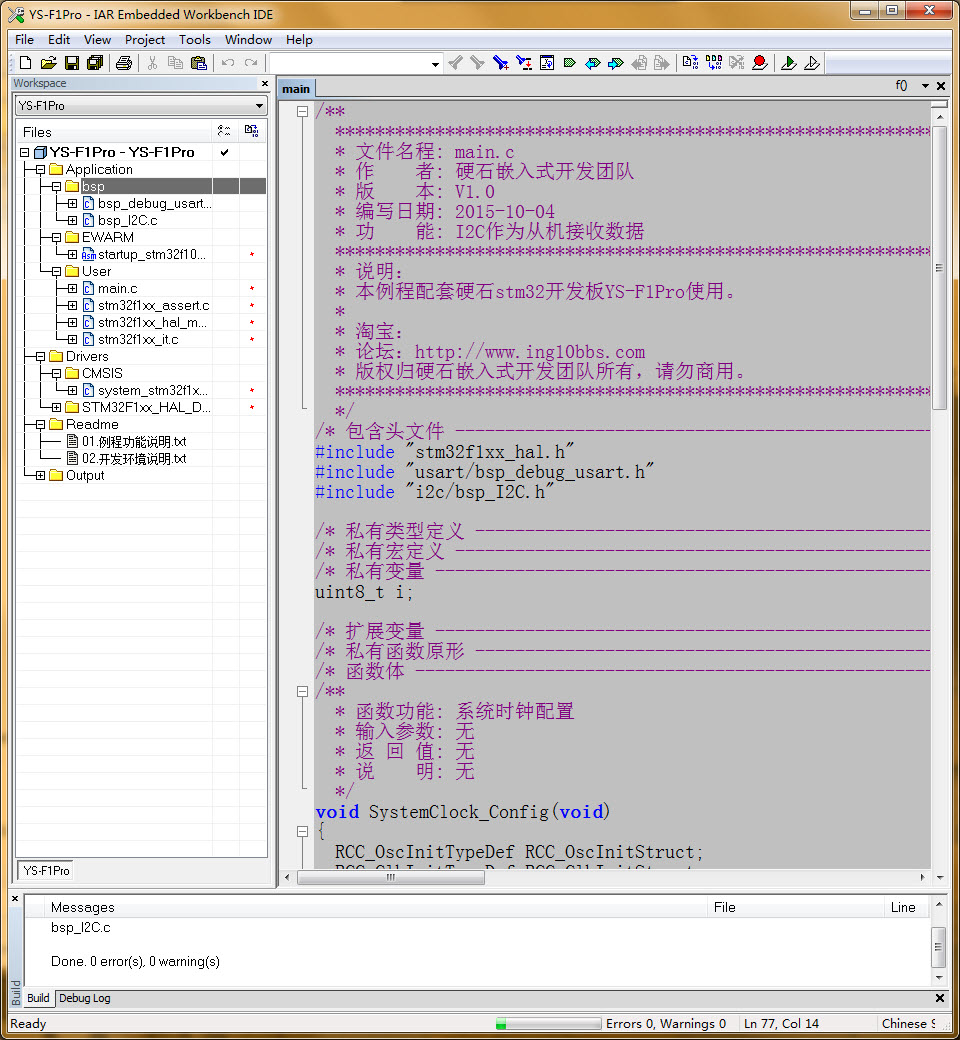 YS-F1Pro - IAR Embedded Workbench IDE
File Edit View Project Tools Window Help
Workspace
YS-F1Pro
Files
YS-F1Pro - YS-F1Pro
Application
bsp
bsp_debug_usart...
bsp_I2C.c
EWARM
startup_stm32f10...
User
main.c
stm32f1xx_assert.c
stm32f1xx_hal_m...
stm32f1xx_it.c
Drivers
CMSIS
system_stm32f1x...
STM32F1xx_HAL_D...
Readme
01.例程功能说明.txt
02.开发环境说明.txt
Output
YS-F1Pro
main
f()
/**
************************************************************
* 文件名程: main.c
* 作    者: 硬石嵌入式开发团队
* 版    本: V1.0
* 编写日期: 2015-10-04
* 功    能: I2C作为从机接收数据
************************************************************
* 说明:
* 本例程配套硬石stm32开发板YS-F1Pro使用。
*
* 淘宝:
* 论坛: http://www.ing10bbs.com
* 版权归硬石嵌入式开发团队所有，请勿商用。
************************************************************
*/
/* 包含头文件 ------------------------------------------------
#include "stm32f1xx_hal.h"
#include "usart/bsp_debug_usart.h"
#include "i2c/bsp_I2C.h"
/* 私有类型定义 ----------------------------------------------
/* 私有宏定义 ------------------------------------------------
/* 私有变量 --------------------------------------------------
uint8_t i;
/* 扩展变量 --------------------------------------------------
/* 私有函数原形 ----------------------------------------------
/* 函数体 ----------------------------------------------------
/**
* 函数功能: 系统时钟配置
* 输入参数: 无
* 返 回 值: 无
* 说    明: 无
*/
void SystemClock_Config(void)
{
RCC_OscInitTypeDef RCC_OscInitStruct;
RCC_ClkInitTypeDef RCC_ClkInitStruct;
Messages File Line
bsp_I2C.c
Done. 0 error(s), 0 warning(s)
Build
Build Debug Log
Ready Errors 0, Warnings 0 Ln 77, Col 14 Chinese S